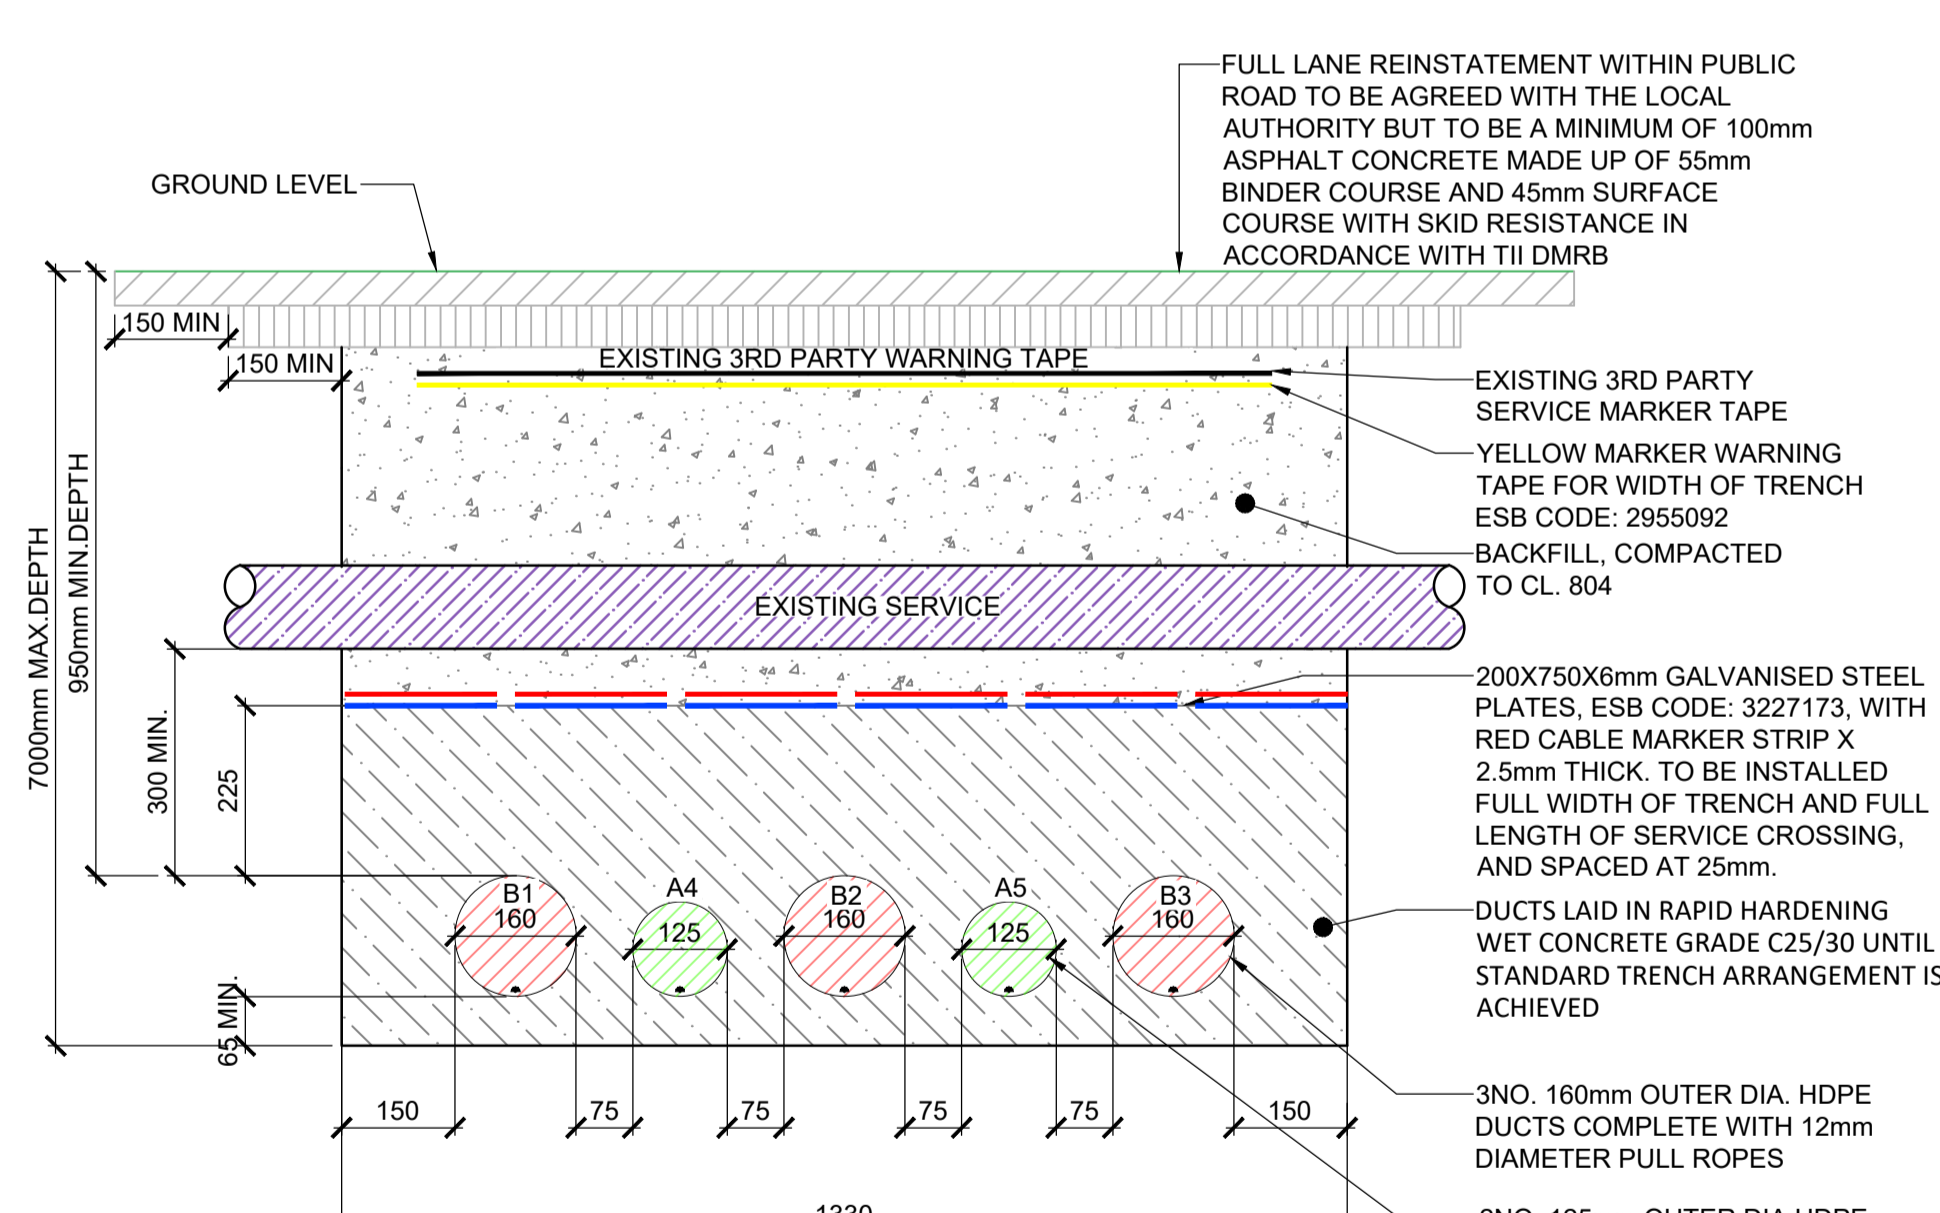 FULL LANE REINSTATEMENT WITHIN PUBLIC
ROAD TO BE AGREED WITH THE LOCAL
AUTHORITY BUT TO BE A MINIMUM OF 100mm
ASPHALT CONCRETE MADE UP OF 55mm
BINDER COURSE AND 45mm SURFACE
COURSE WITH SKID RESISTANCE IN
ACCORDANCE WITH TII DMRB
GROUND LEVEL
150 MIN
150 MIN
EXISTING 3RD PARTY WARNING TAPE
EXISTING 3RD PARTY
SERVICE MARKER TAPE
YELLOW MARKER WARNING
TAPE FOR WIDTH OF TRENCH
ESB CODE: 2955092
BACKFILL, COMPACTED
TO CL. 804
7000mm MAX.DEPTH
950mm MIN.DEPTH
EXISTING SERVICE
300 MIN.
225
200X750X6mm GALVANISED STEEL
PLATES, ESB CODE: 3227173, WITH
RED CABLE MARKER STRIP X
2.5mm THICK. TO BE INSTALLED
FULL WIDTH OF TRENCH AND FULL
LENGTH OF SERVICE CROSSING,
AND SPACED AT 25mm.
B1
160
A4
125
B2
160
A5
125
B3
160
DUCTS LAID IN RAPID HARDENING
WET CONCRETE GRADE C25/30 UNTIL
STANDARD TRENCH ARRANGEMENT IS
ACHIEVED
65 MIN.
150
75
75
75
75
150
3NO. 160mm OUTER DIA. HDPE
DUCTS COMPLETE WITH 12mm
DIAMETER PULL ROPES
1330
OUTER DIA HDPE